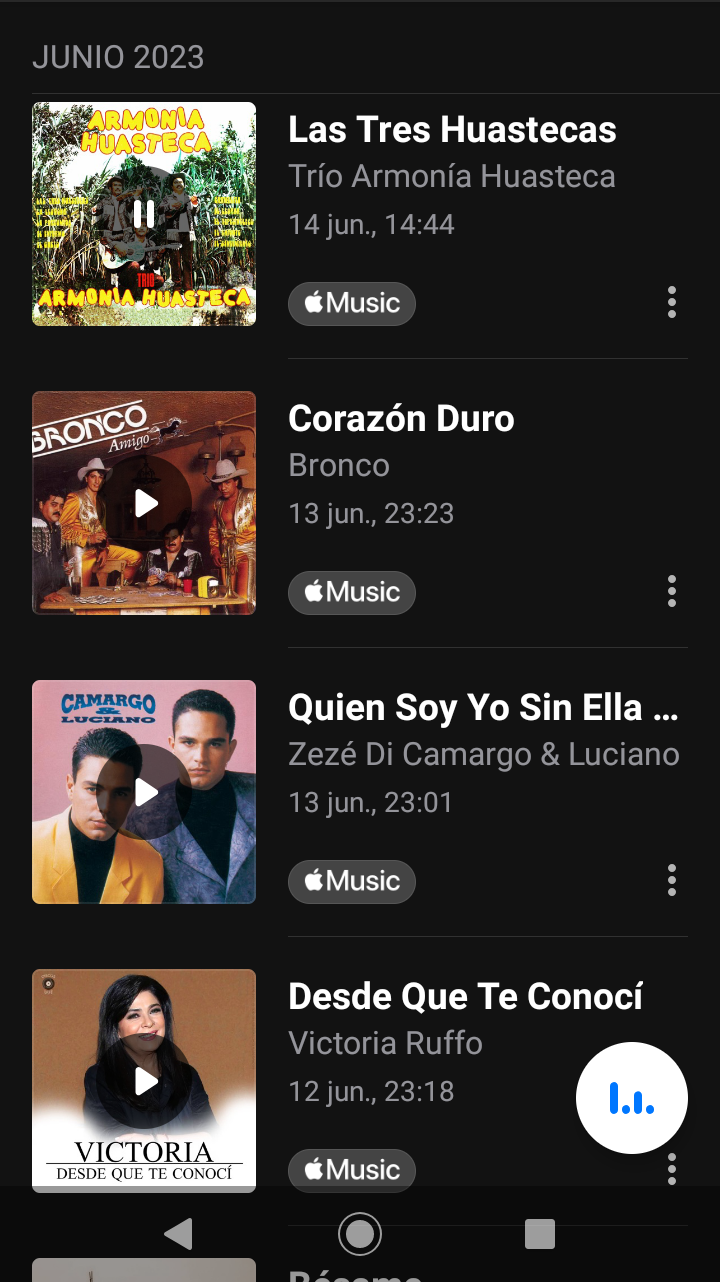 JUNIO 2023
ARMONIA
HUASTECA
TRIO
ARMONIA HUASTECA
Las Tres Huastecas
Trío Armonía Huasteca
14 jun., 14:44
Music
BRONCO
Amigo
Corazón Duro
Bronco
13 jun., 23:23
Music
CAMARGO
&
LUCIANO
Quien Soy Yo Sin Ella ...
Zezé Di Camargo & Luciano
13 jun., 23:01
Music
VICTORIA
DESDE QUE TE CONOCÍ
Desde Que Te Conocí
Victoria Ruffo
12 jun., 23:18
Music